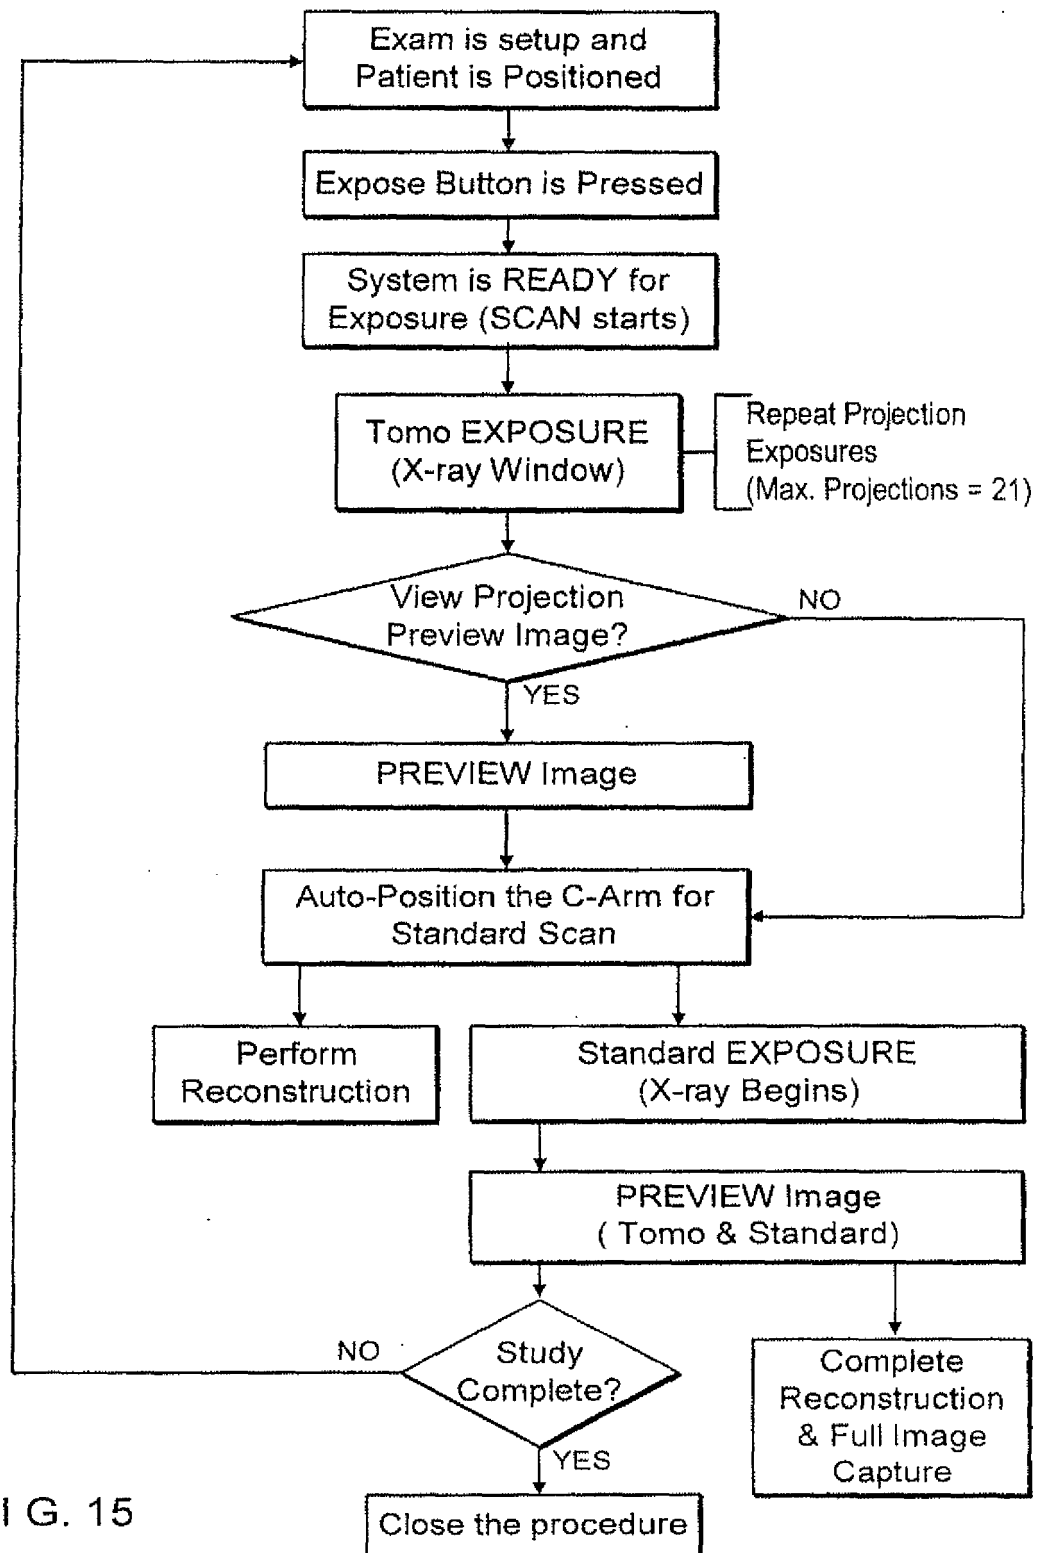 Exam is setup and
Patient is Positioned
Expose Button is Pressed
System is READY for
Exposure (SCAN starts)
Tomo EXPOSURE
(X-ray Window)
Repeat Projection
Exposures
(Max. Projections = 21)
View Projection
Preview Image?
NO
YES
PREVIEW Image
Auto-Position the C-Arm for
Standard Scan
Perform
Reconstruction
Standard EXPOSURE
(X-ray Begins)
PREVIEW Image
( Tomo & Standard)
NO
Study
Complete?
YES
Complete
Reconstruction
& Full Image
Capture
Close the procedure
I G. 15